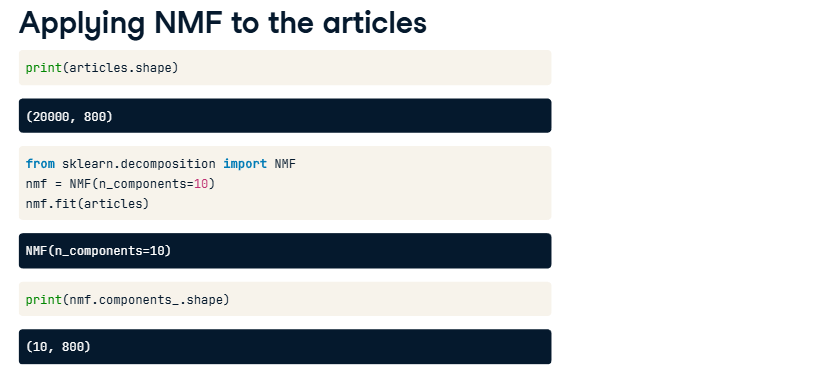 Applying NMF to the articles
print(articles.shape)
(20000, 800)
from sklearn.decomposition import NMF
nmf = NMF(n_components=10)
nmf.fit(articles)
NMF(n_components=10)
print(nmf.components_.shape)
(10, 800)